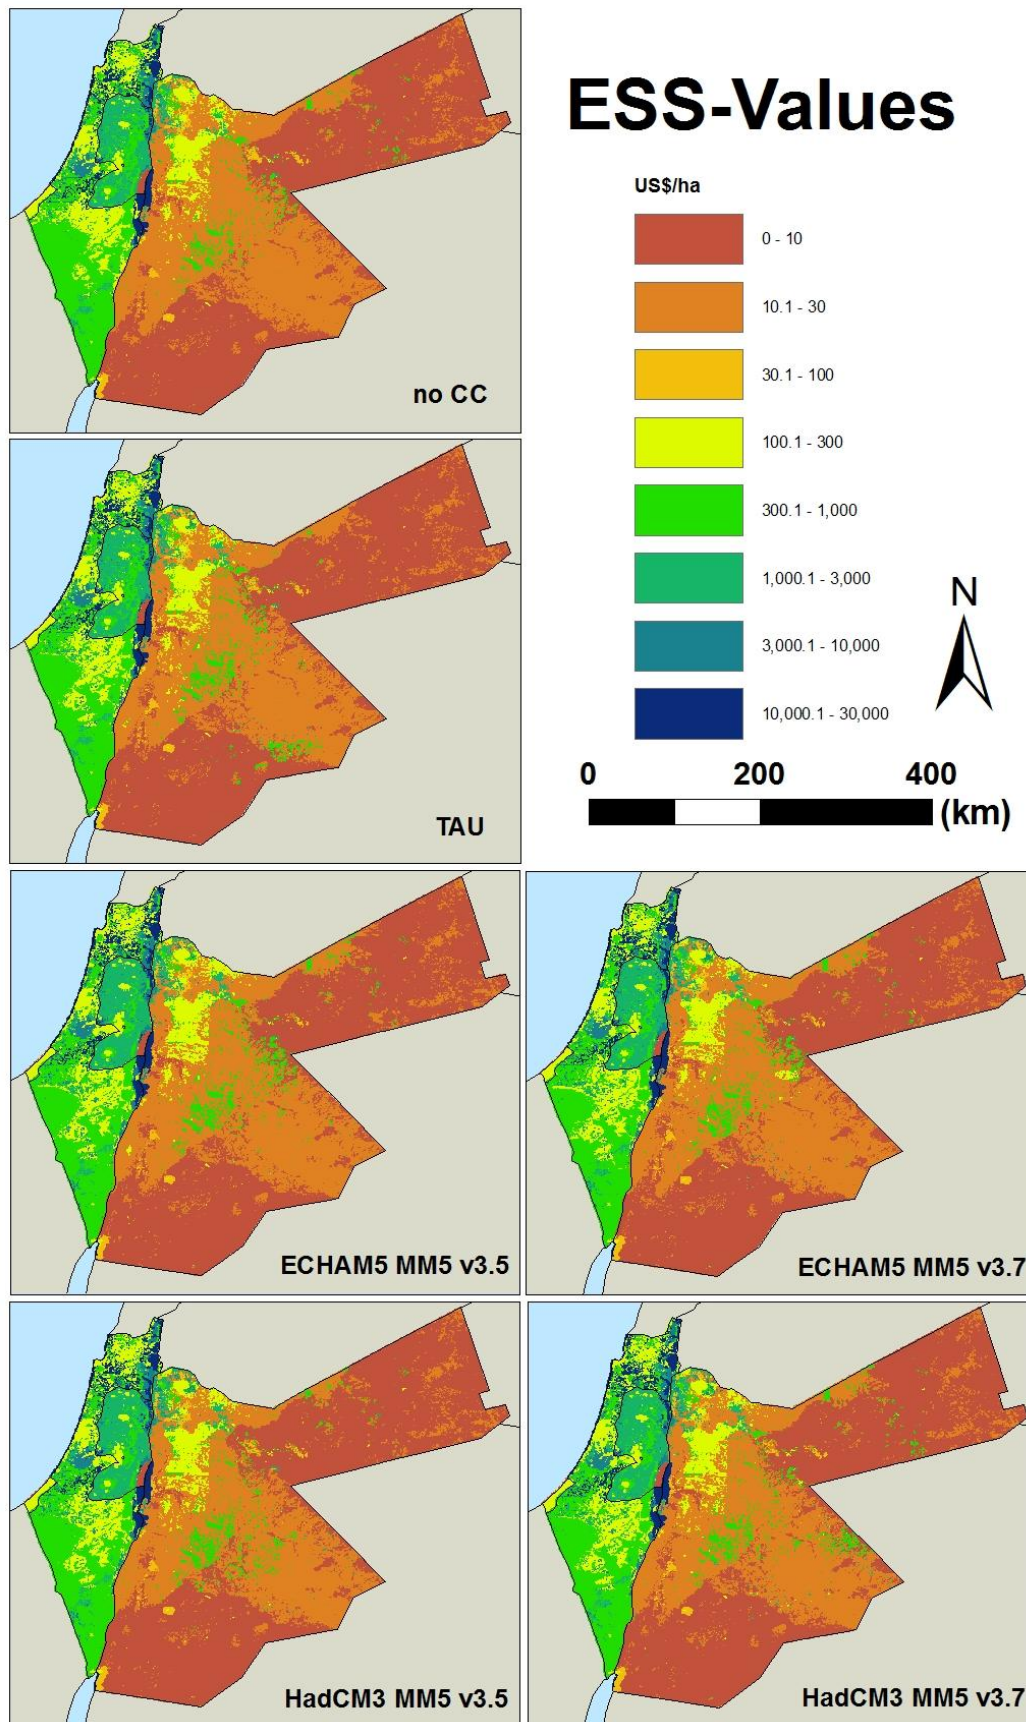 ESS-Values
US$/ha
0 - 10
10.1 - 30
30.1 - 100
100.1 - 300
300.1 - 1,000
1,000.1 - 3,000
3,000.1 - 10,000
10,000.1 - 30,000
N
0 200 400
(km)
no CC
TAU
ECHAM5 MM5 v3.5
ECHAM5 MM5 v3.7
HadCM3 MM5 v3.5
HadCM3 MM5 v3.7